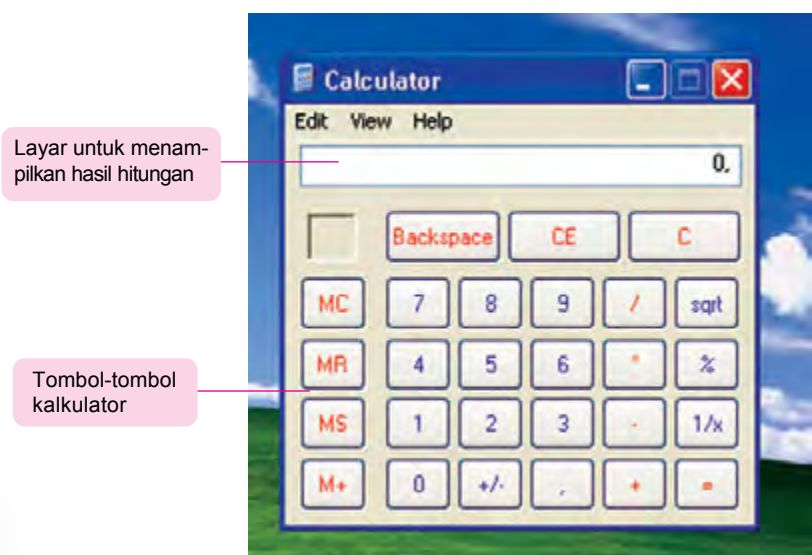 Calculator
Edit View Help
Layar untuk menam-
pilkan hasil hitungan
0,
Backspace CE C
MC 7 8 9 / sqrt
MR 4 5 6 * %
Tombol-tombol
kalkulator
MS 1 2 3 - 1/x
M+ 0 +/- , + =